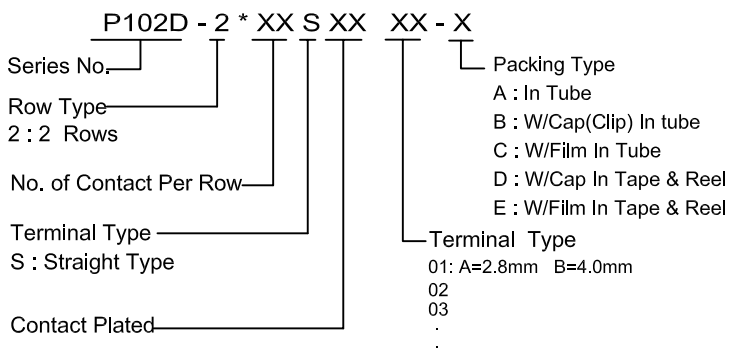 P102D - 2 * XX S XX XX - X
Series No.
Row Type
2 : 2 Rows
No. of Contact Per Row
Terminal Type
S : Straight Type
Contact Plated
Packing Type
A : In Tube
B : W/Cap(Clip) In tube
C : W/Film In Tube
D : W/Cap In Tape & Reel
E : W/Film In Tape & Reel
Terminal Type
01: A=2.8mm B=4.0mm
02
03
.
.